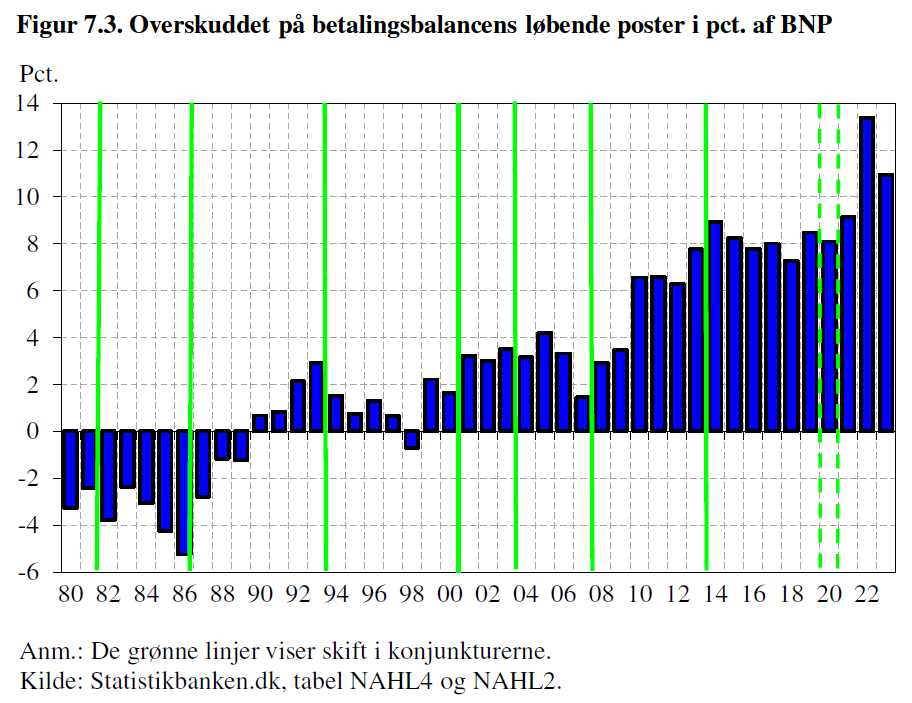 Figur 7.3. Overskuddet på betalingsbalancens løbende poster i pct. af BNP
Pct.
14
12
10
8
6
4
2
0
-2
-4
-6
80 82 84 86 88 90 92 94 96 98 00 02 04 06 08 10 12 14 16 18 20 22
Anm.: De grønne linjer viser skift i konjunkturerne.
Kilde: Statistikbanken.dk, tabel NAHL4 og NAHL2.